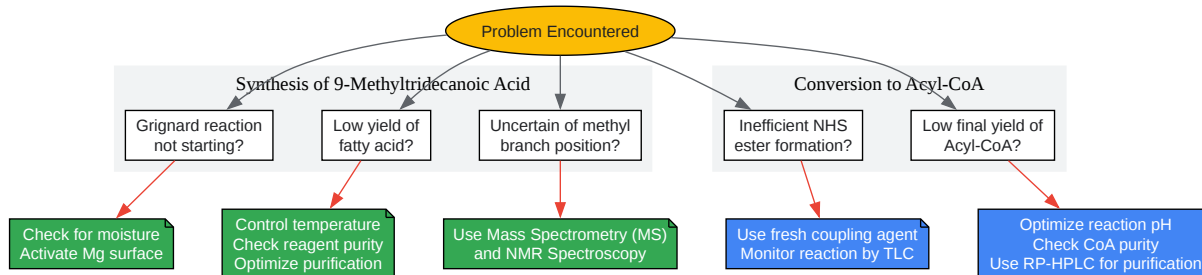 Problem Encountered
Synthesis of 9-Methyltridecanoic Acid
Conversion to Acyl-CoA
Grignard reaction
not starting?
Low yield of
fatty acid?
Uncertain of methyl
branch position?
Inefficient NHS
ester formation?
Low final yield of
Acyl-CoA?
Check for moisture
Activate Mg surface
Control temperature
Check reagent purity
Optimize purification
Use Mass Spectrometry (MS)
and NMR Spectroscopy
Use fresh coupling agent
Monitor reaction by TLC
Optimize reaction pH
Check CoA purity
Use RP-HPLC for purification